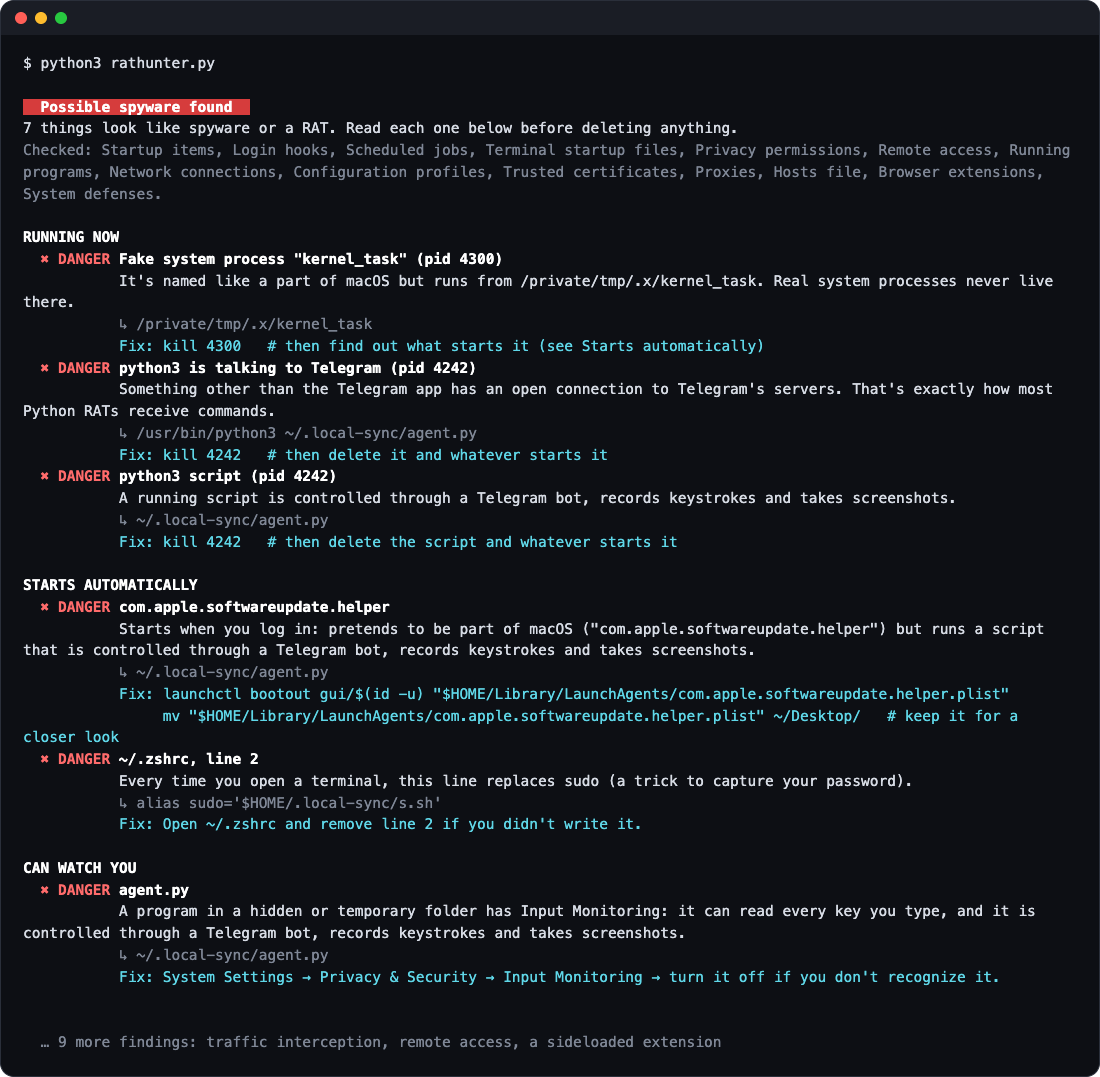 $ python3 rathunter.py
Possible spyware found
7 things look like spyware or a RAT. Read each one below before deleting anything.
Checked: Startup items, Login hooks, Scheduled jobs, Terminal startup files, Privacy permissions, Remote access, Running
programs, Network connections, Configuration profiles, Trusted certificates, Proxies, Hosts file, Browser extensions,
System defenses.
RUNNING NOW
✖ DANGER Fake system process "kernel_task" (pid 4300)
It's named like a part of macOS but runs from /private/tmp/.x/kernel_task. Real system processes never live
there.
↳ /private/tmp/.x/kernel_task
Fix: kill 4300   # then find out what starts it (see Starts automatically)
✖ DANGER python3 is talking to Telegram (pid 4242)
Something other than the Telegram app has an open connection to Telegram's servers. That's exactly how most
Python RATs receive commands.
↳ /usr/bin/python3 ~/.local-sync/agent.py
Fix: kill 4242   # then delete it and whatever starts it
✖ DANGER python3 script (pid 4242)
A running script is controlled through a Telegram bot, records keystrokes and takes screenshots.
↳ ~/.local-sync/agent.py
Fix: kill 4242   # then delete the script and whatever starts it
STARTS AUTOMATICALLY
✖ DANGER com.apple.softwareupdate.helper
Starts when you log in: pretends to be part of macOS ("com.apple.softwareupdate.helper") but runs a script
that is controlled through a Telegram bot, records keystrokes and takes screenshots.
↳ ~/.local-sync/agent.py
Fix: launchctl bootout gui/$(id -u) "$HOME/Library/LaunchAgents/com.apple.softwareupdate.helper.plist"
mv "$HOME/Library/LaunchAgents/com.apple.softwareupdate.helper.plist" ~/Desktop/   # keep it for a
closer look
✖ DANGER ~/.zshrc, line 2
Every time you open a terminal, this line replaces sudo (a trick to capture your password).
↳ alias sudo='$HOME/.local-sync/s.sh'
Fix: Open ~/.zshrc and remove line 2 if you didn't write it.
CAN WATCH YOU
✖ DANGER agent.py
A program in a hidden or temporary folder has Input Monitoring: it can read every key you type, and it is
controlled through a Telegram bot, records keystrokes and takes screenshots.
↳ ~/.local-sync/agent.py
Fix: System Settings → Privacy & Security → Input Monitoring → turn it off if you don't recognize it.
… 9 more findings: traffic interception, remote access, a sideloaded extension